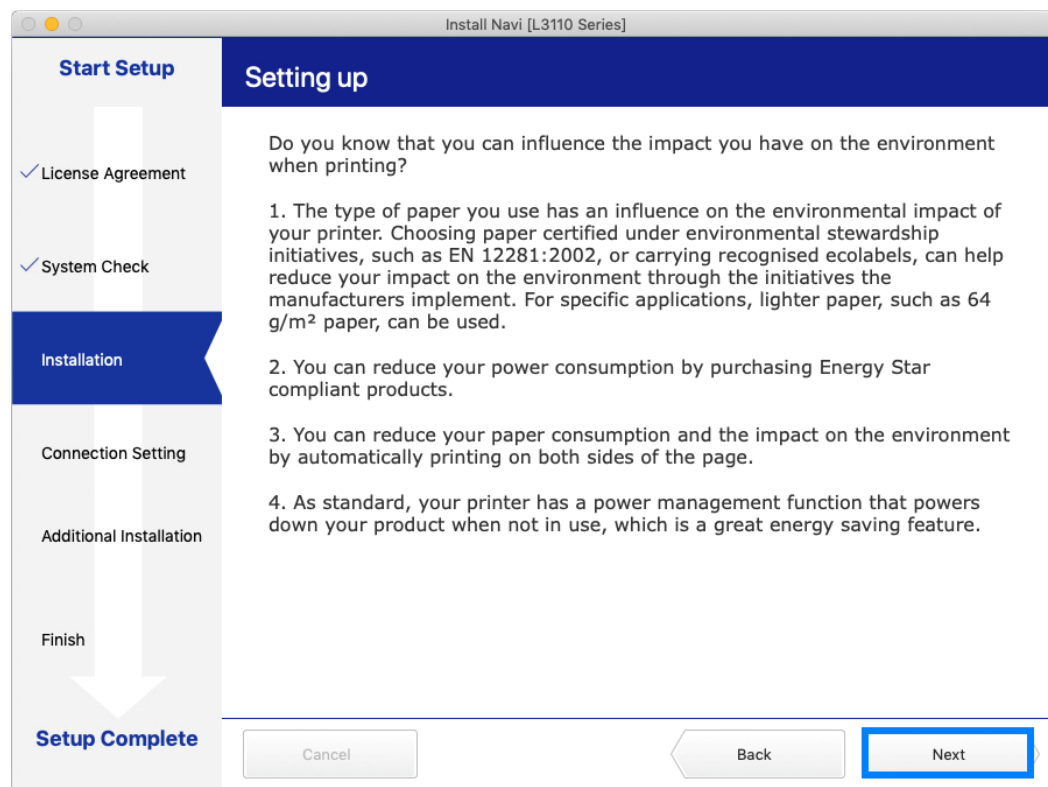 Install Navi [L3110 Series]
Start Setup
License Agreement
System Check
Installation
Connection Setting
Additional Installation
Finish
Setup Complete
Setting up
Do you know that you can influence the impact you have on the environment
when printing?
1. The type of paper you use has an influence on the environmental impact of
your printer. Choosing paper certified under environmental stewardship
initiatives, such as EN 12281:2002, or carrying recognised ecolabels, can help
reduce your impact on the environment through the initiatives the
manufacturers implement. For specific applications, lighter paper, such as 64
g/m² paper, can be used.
2. You can reduce your power consumption by purchasing Energy Star
compliant products.
3. You can reduce your paper consumption and the impact on the environment
by automatically printing on both sides of the page.
4. As standard, your printer has a power management function that powers
down your product when not in use, which is a great energy saving feature.
Cancel
Back
Next